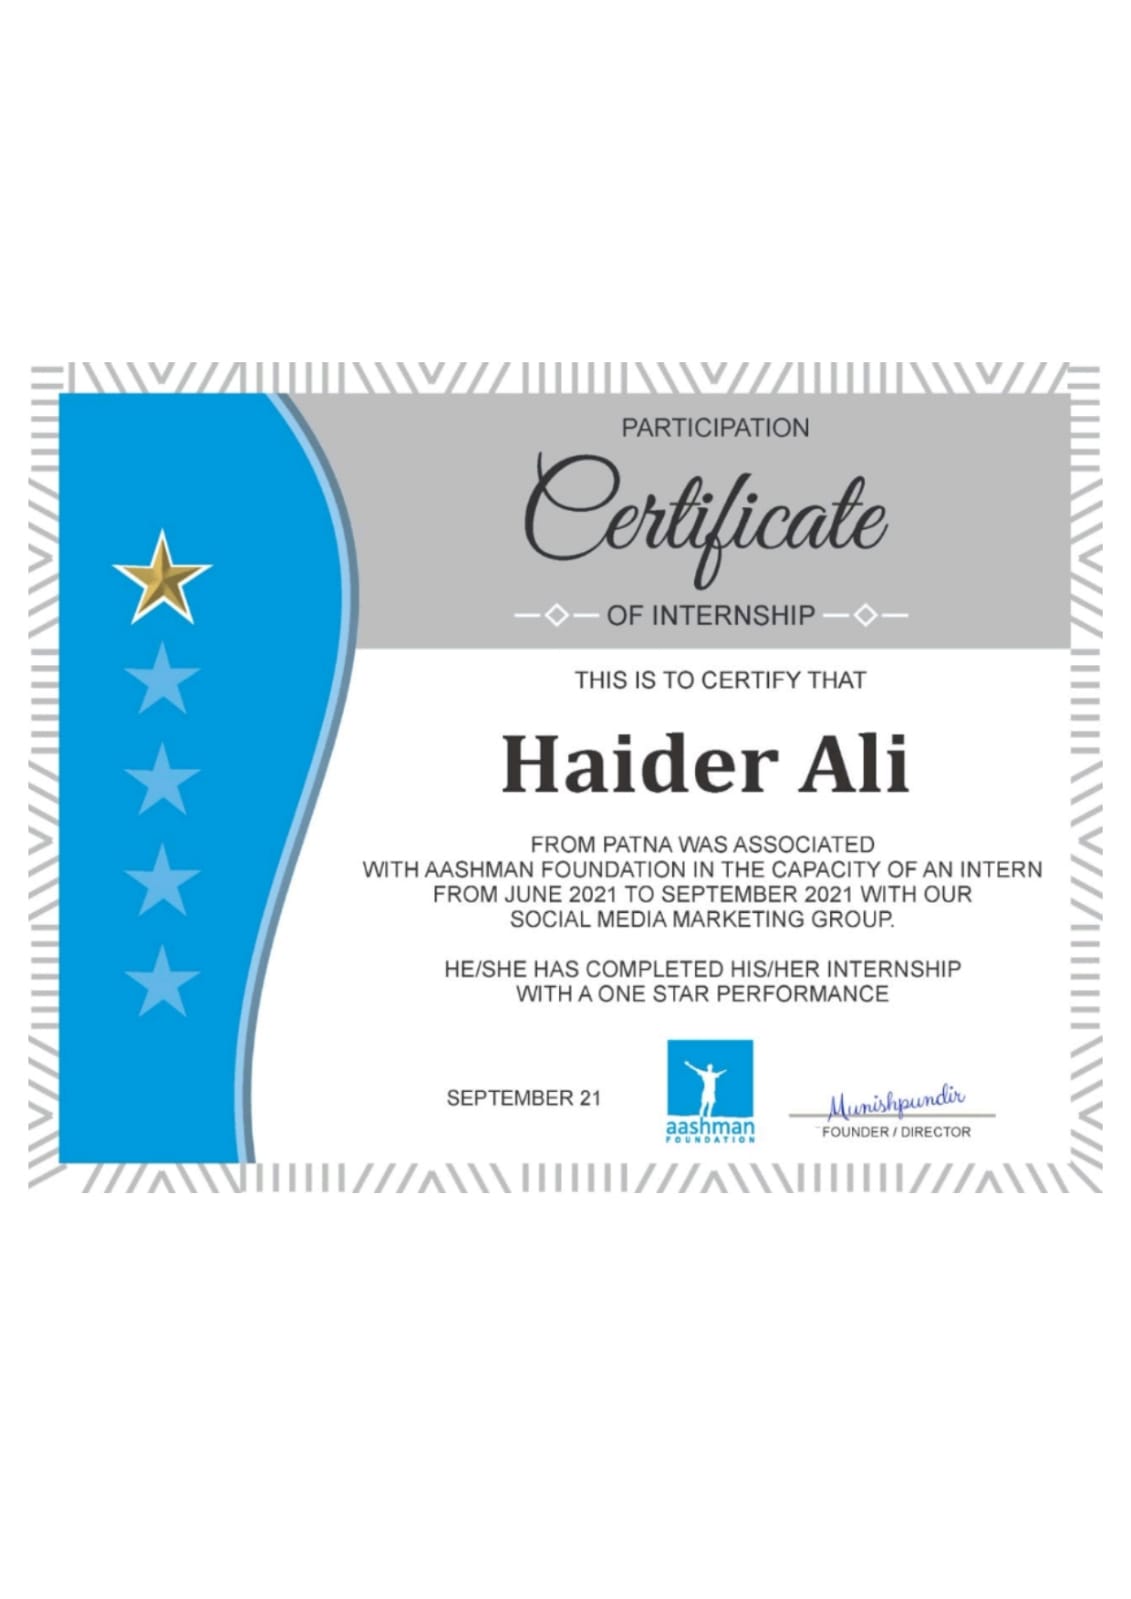 PARTICIPATION
Certificate
OF INTERNSHIP
THIS IS TO CERTIFY THAT
Haider Ali
FROM PATNA WAS ASSOCIATED
WITH AASHMAN FOUNDATION IN THE CAPACITY OF AN INTERN
FROM JUNE 2021 TO SEPTEMBER 2021 WITH OUR
SOCIAL MEDIA MARKETING GROUP.
HE/SHE HAS COMPLETED HIS/HER INTERNSHIP
WITH A ONE STAR PERFORMANCE
SEPTEMBER 21
aashman
FOUNDATION
Munishpundir
FOUNDER / DIRECTOR